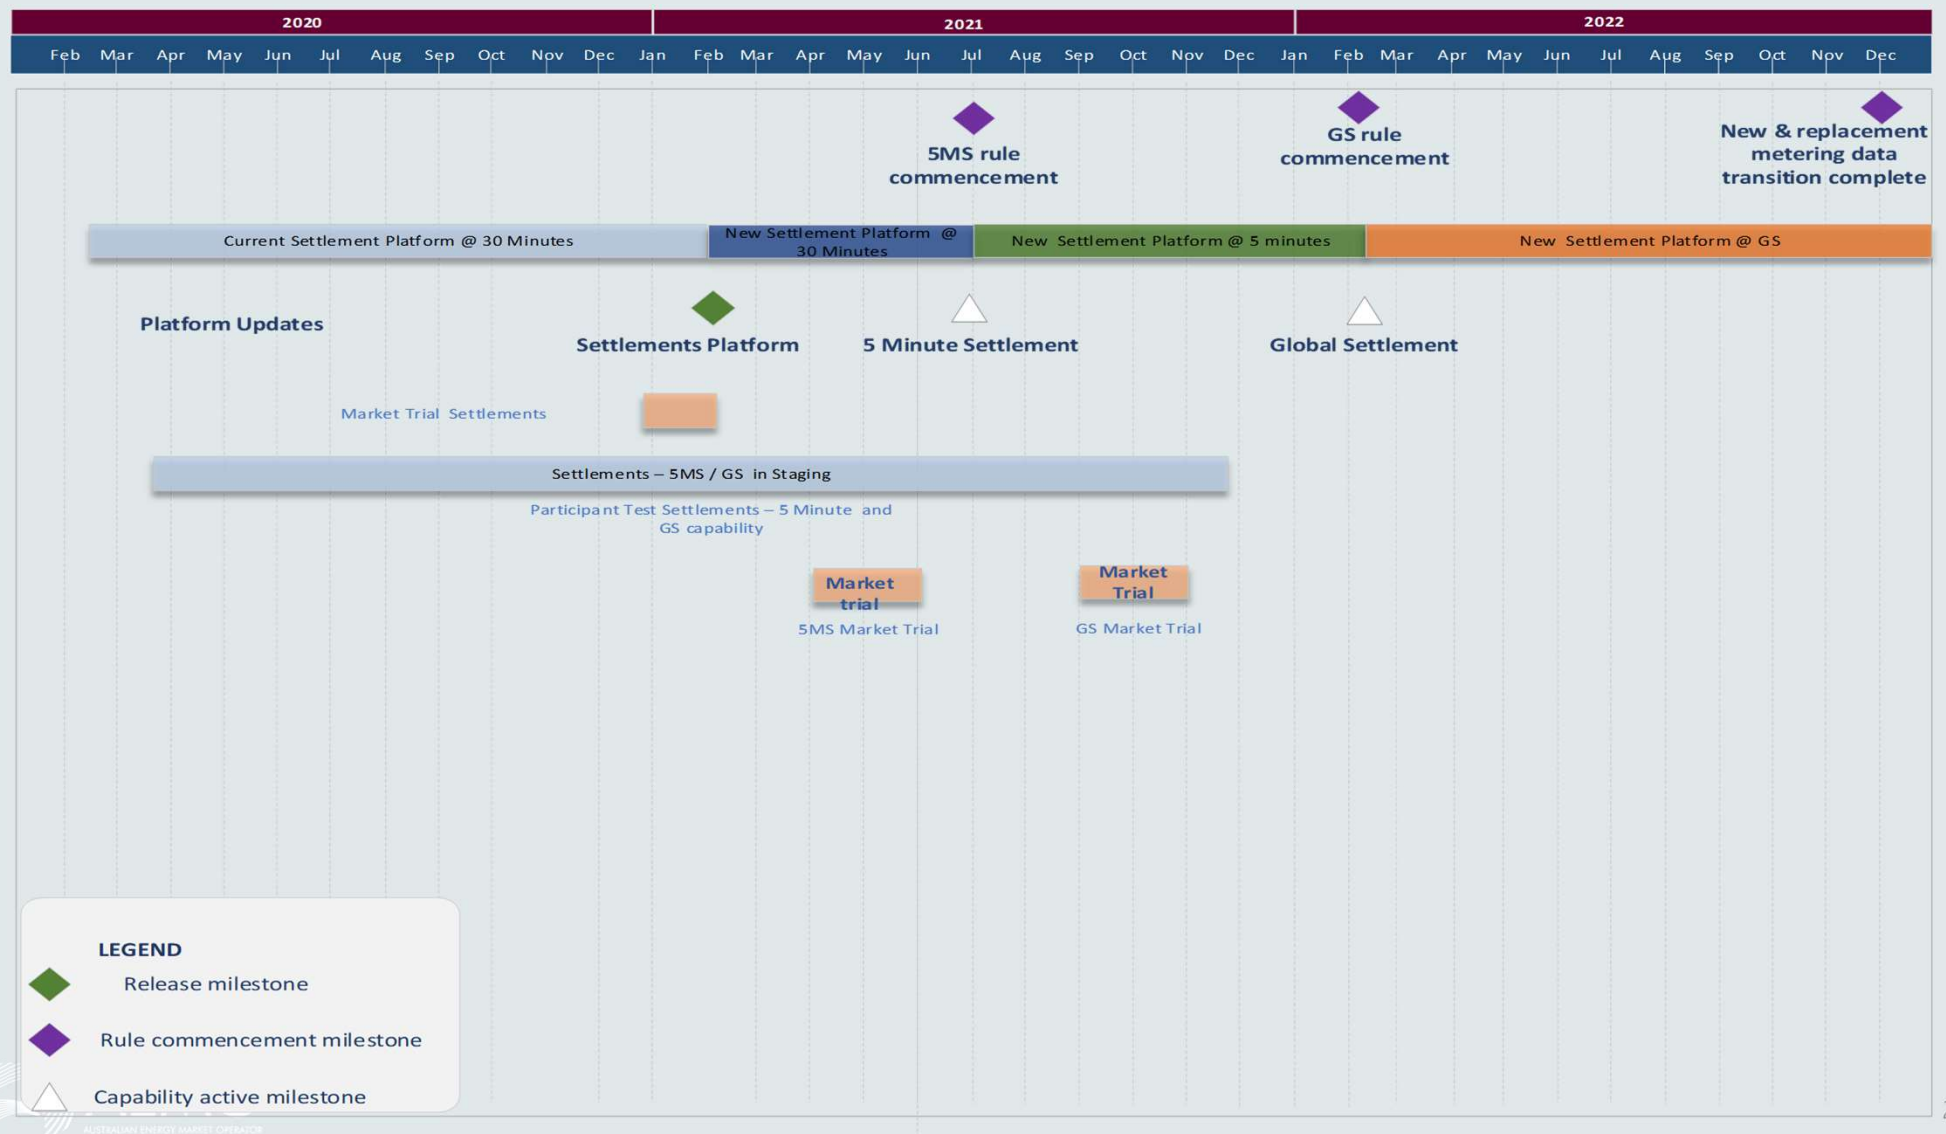 2020
2021
2022
Feb Mar Apr May Jun Jul Aug Sep Oct Nov Dec Jan Feb Mar Apr May Jun Jul Aug Sep Oct Nov Dec Jan Feb Mar Apr May Jun Jul Aug Sep Oct Nov Dec
5MS rule
commencement
GS rule
commencement
New & replacement
metering data
transition complete
Current Settlement Platform @ 30 Minutes
New Settlement Platform @
30 Minutes
New Settlement Platform @ 5 minutes
New Settlement Platform @ GS
Platform Updates
Settlements Platform
5 Minute Settlement
Global Settlement
Market Trial Settlements
Settlements – 5MS / GS in Staging
Participant Test Settlements – 5 Minute and
GS capability
Market
trial
5MS Market Trial
Market
Trial
GS Market Trial
LEGEND
Release milestone
Rule commencement milestone
Capability active milestone
AUSTRALIAN ENERGY MARKET OPERATOR